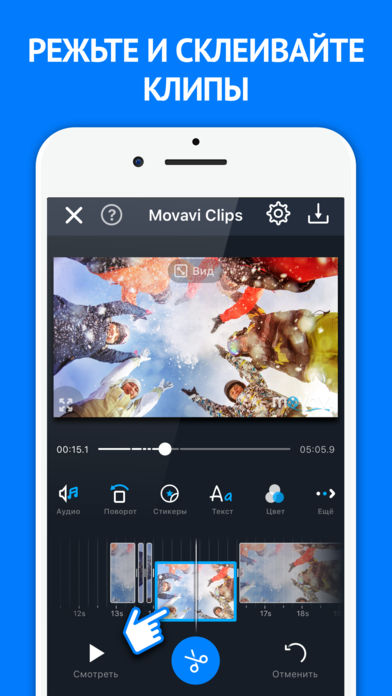 РЕЖЬТЕ И СКЛЕИВАЙТЕ
КЛИПЫ
Movavi Clips
Вид
00:15.1
05:05.9
Аудио
Поворот
Стикеры
Текст
Цвет
Ещё
12s
13s
17s
18s
Смотреть
Отменить